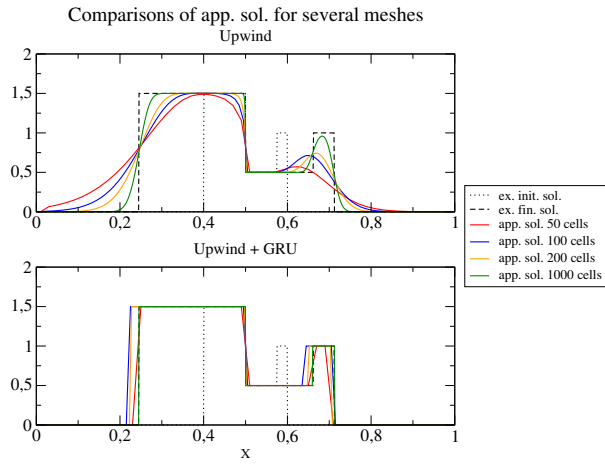 Comparisons of app. sol. for several meshes
Upwind
2
1,5
1
0,5
0
0
0,2
0,4
0,6
0,8
1
ex. init. sol.
ex. fin. sol.
app. sol. 50 cells
app. sol. 100 cells
app. sol. 200 cells
app. sol. 1000 cells
Upwind + GRU
2
1,5
1
0,5
0
0
0,2
0,4
0,6
0,8
1
X